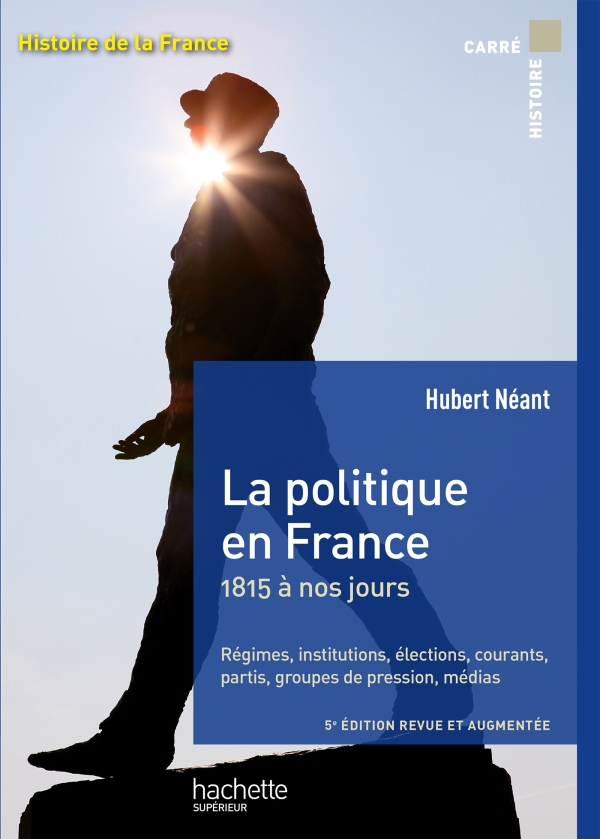 Histoire de la France
CARRÉ
HISTOIRE
Hubert Néant
La politique
en France
1815 à nos jours
Régimes, institutions, élections, courants,
partis, groupes de pression, médias
5e ÉDITION REVUE ET AUGMENTÉE
hachette
SUPÉRIEUR